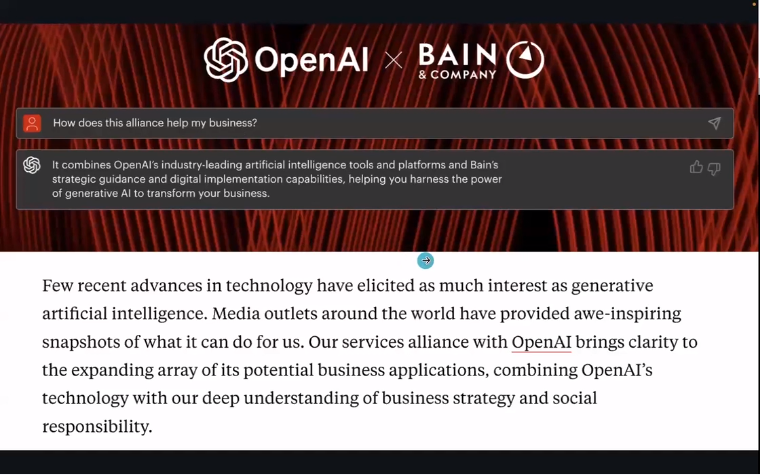 OpenAI × BAIN & COMPANY
How does this alliance help my business?
It combines OpenAI's industry-leading artificial intelligence tools and platforms and Bain's
strategic guidance and digital implementation capabilities, helping you harness the power
of generative AI to transform your business.
Few recent advances in technology have elicited as much interest as generative
artificial intelligence. Media outlets around the world have provided awe-inspiring
snapshots of what it can do for us. Our services alliance with OpenAI brings clarity to
the expanding array of its potential business applications, combining OpenAI's
technology with our deep understanding of business strategy and social
responsibility.